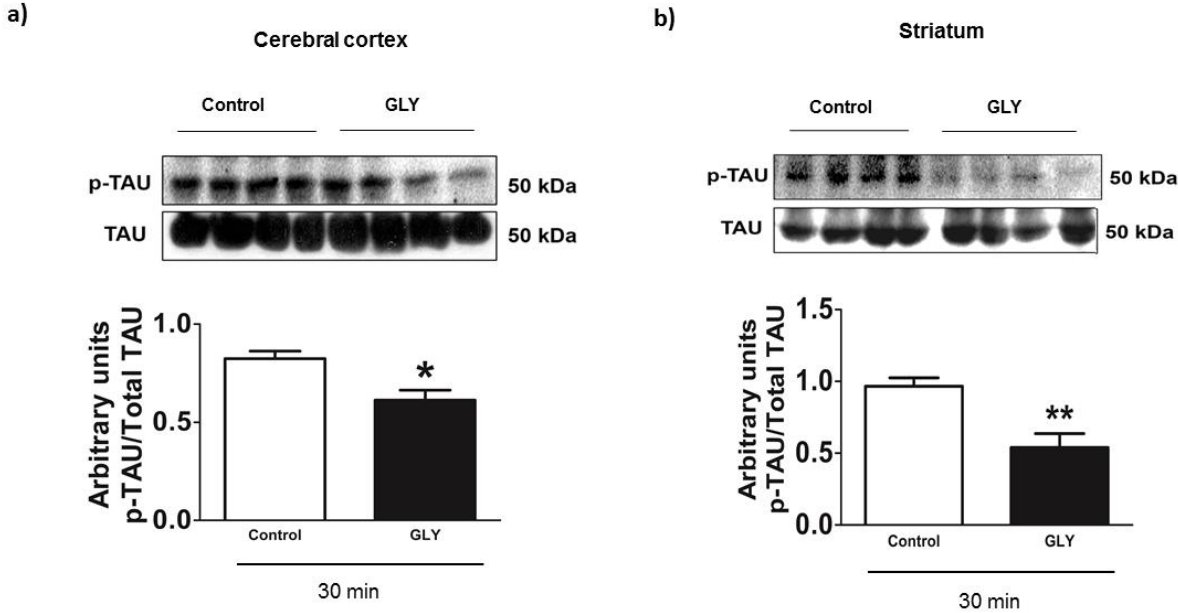 a)
Cerebral cortex
Control GLY
p-TAU 50 kDa
TAU 50 kDa
Arbitrary units
p-TAU/Total TAU
1.0
0.5
0.0
*
Control GLY
30 min
b)
Striatum
Control GLY
p-TAU 50 kDa
TAU 50 kDa
Arbitrary units
p-TAU/Total TAU
1.5
1.0
0.5
0.0
**
Control GLY
30 min